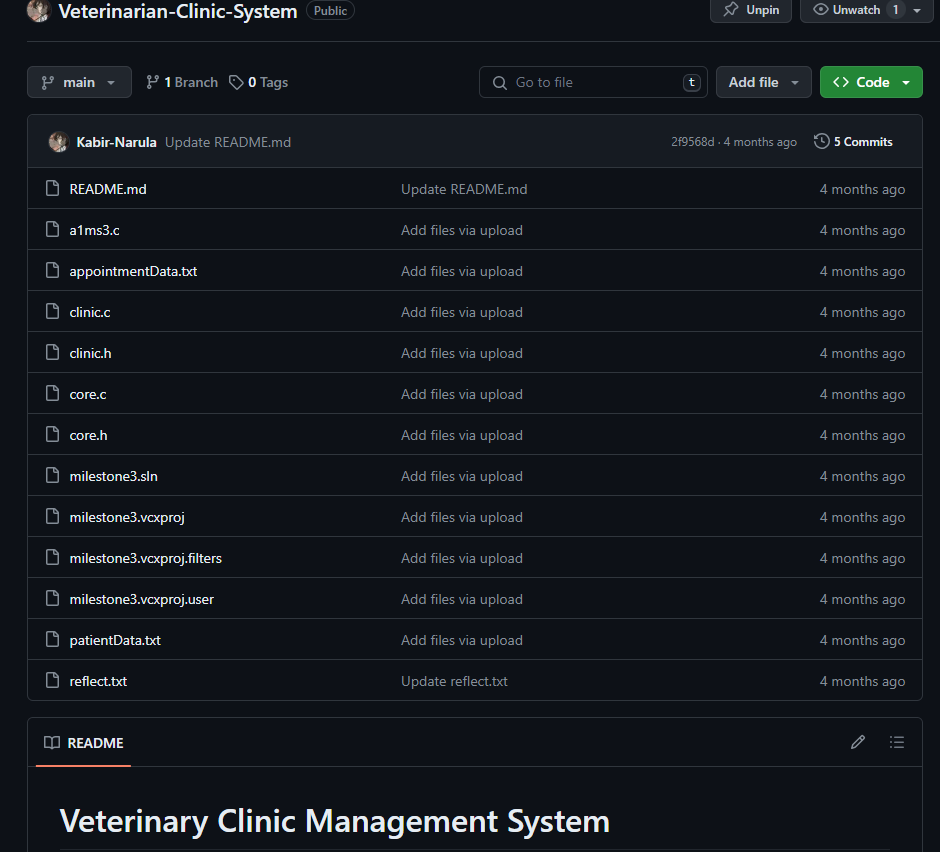 Veterinarian-Clinic-System Public Unpin Unwatch 1
main 1 Branch 0 Tags Go to file t Add file Code
Kabir-Narula Update README.md 2f9568d · 4 months ago 5 Commits
README.md Update README.md 4 months ago
a1ms3.c Add files via upload 4 months ago
appointmentData.txt Add files via upload 4 months ago
clinic.c Add files via upload 4 months ago
clinic.h Add files via upload 4 months ago
core.c Add files via upload 4 months ago
core.h Add files via upload 4 months ago
milestone3.sln Add files via upload 4 months ago
milestone3.vcxproj Add files via upload 4 months ago
milestone3.vcxproj.filters Add files via upload 4 months ago
milestone3.vcxproj.user Add files via upload 4 months ago
patientData.txt Add files via upload 4 months ago
reflect.txt Update reflect.txt 4 months ago
README
Veterinary Clinic Management System